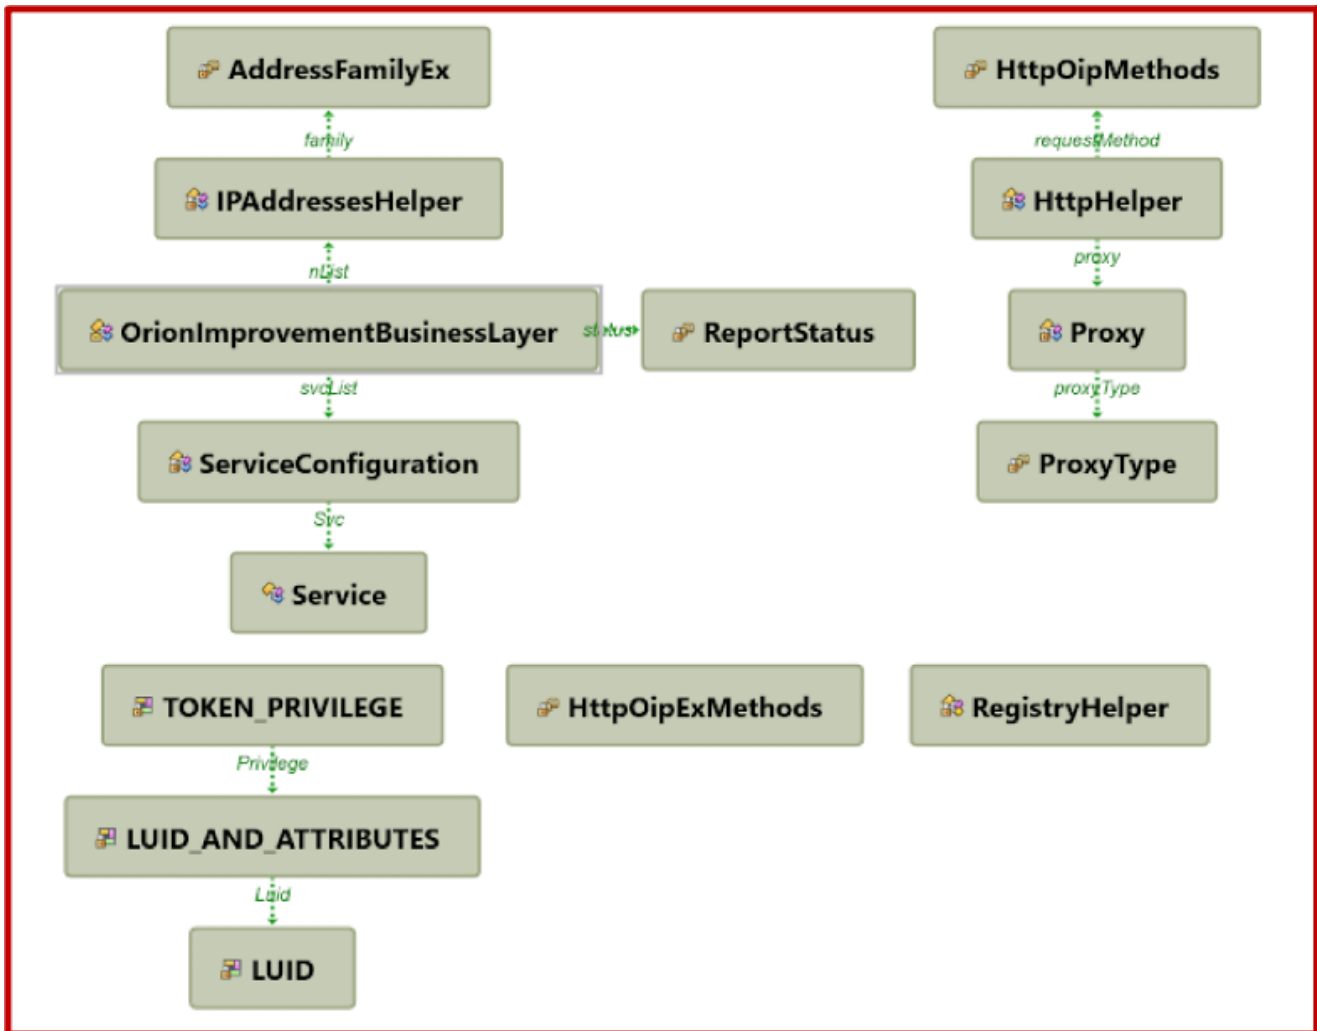 AddressFamilyEx
HttpOipMethods
family
requestMethod
IPAddressesHelper
HttpHelper
nList
proxy
OrionImprovementBusinessLayer
status
ReportStatus
Proxy
svcList
proxyType
ServiceConfiguration
ProxyType
Svc
Service
TOKEN_PRIVILEGE
HttpOipExMethods
RegistryHelper
Privilege
LUID_AND_ATTRIBUTES
Luid
LUID